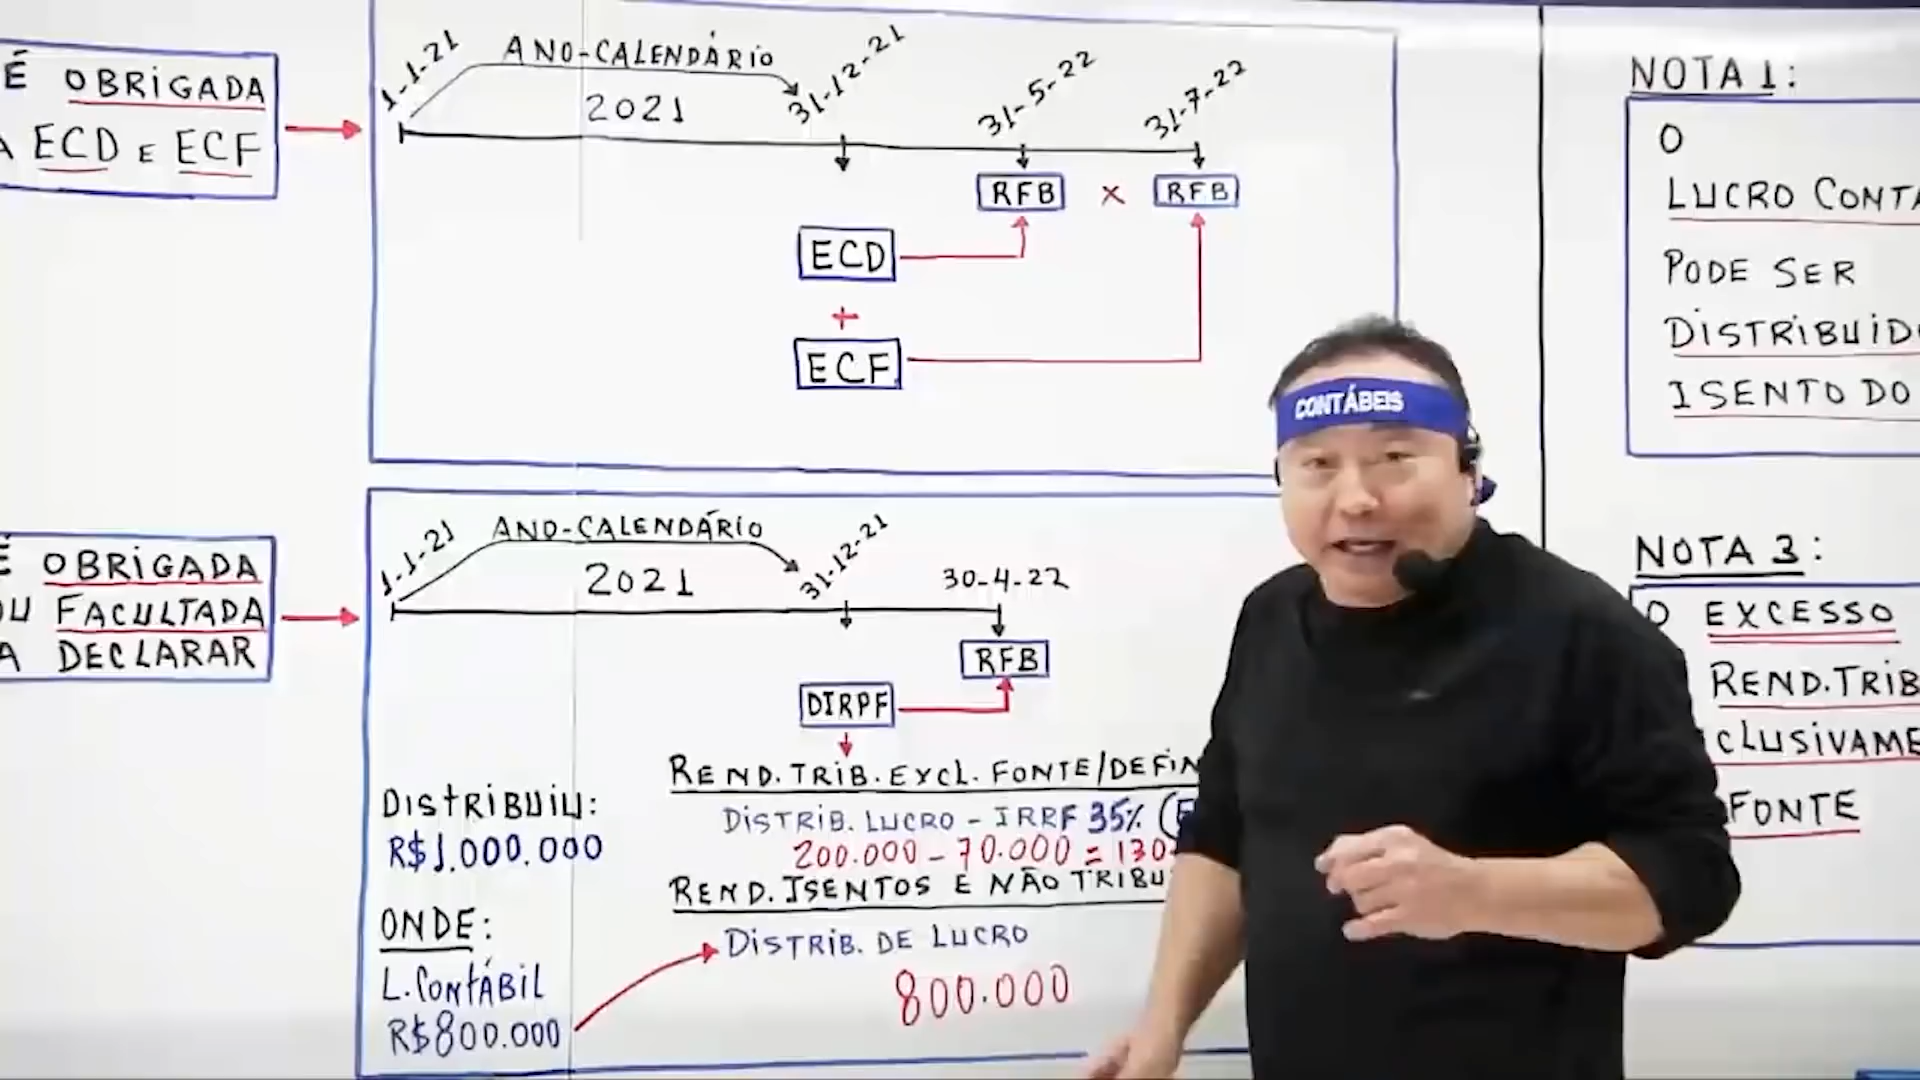 É OBRIGADA
A ECD E ECF
1-1-21
ANO-CALENDÁRIO
2021
31-12-21
31-5-22
31-7-22
RFB X RFB
ECD
+
ECF
NOTA 1:
O
LUCRO CONTÁ
PODE SER
DISTRIBUID
ISENTO DO
CONTÁBEIS
É OBRIGADA
OU FACULTADA
A DECLARAR
1-1-21
ANO-CALENDÁRIO
2021
31-12-21
30-4-22
RFB
DIRPF
DISTRIBUIU:
R$1.000.000
ONDE:
L.CONTÁBIL
R$800.000
REND.TRIB.EXCL.FONTE/DEFIN
DISTRIB. LUCRO - IRRF 35% (
200.000 - 70.000 = 130
REND.ISENTOS E NÃO TRIBU
DISTRIB. DE LUCRO
800.000
NOTA 3:
O EXCESSO
REND.TRIB
CLUSIVAME
FONTE